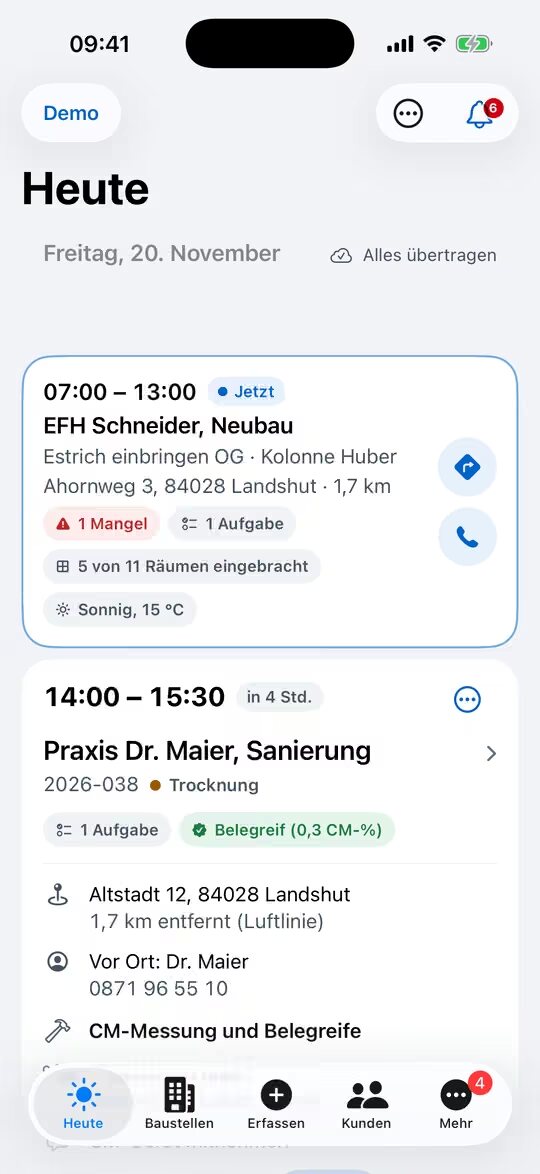 09:41
Demo
6
Heute
Freitag, 20. November
Alles übertragen
07:00 – 13:00
Jetzt
EFH Schneider, Neubau
Estrich einbringen OG · Kolonne Huber
Ahornweg 3, 84028 Landshut · 1,7 km
1 Mangel
1 Aufgabe
5 von 11 Räumen eingebracht
Sonnig, 15 °C
14:00 – 15:30
in 4 Std.
Praxis Dr. Maier, Sanierung
2026-038
Trocknung
1 Aufgabe
Belegreif (0,3 CM-%)
Altstadt 12, 84028 Landshut
1,7 km entfernt (Luftlinie)
Vor Ort: Dr. Maier
0871 96 55 10
CM-Messung und Belegreife
Heute
Baustellen
Erfassen
Kunden
4
Mehr